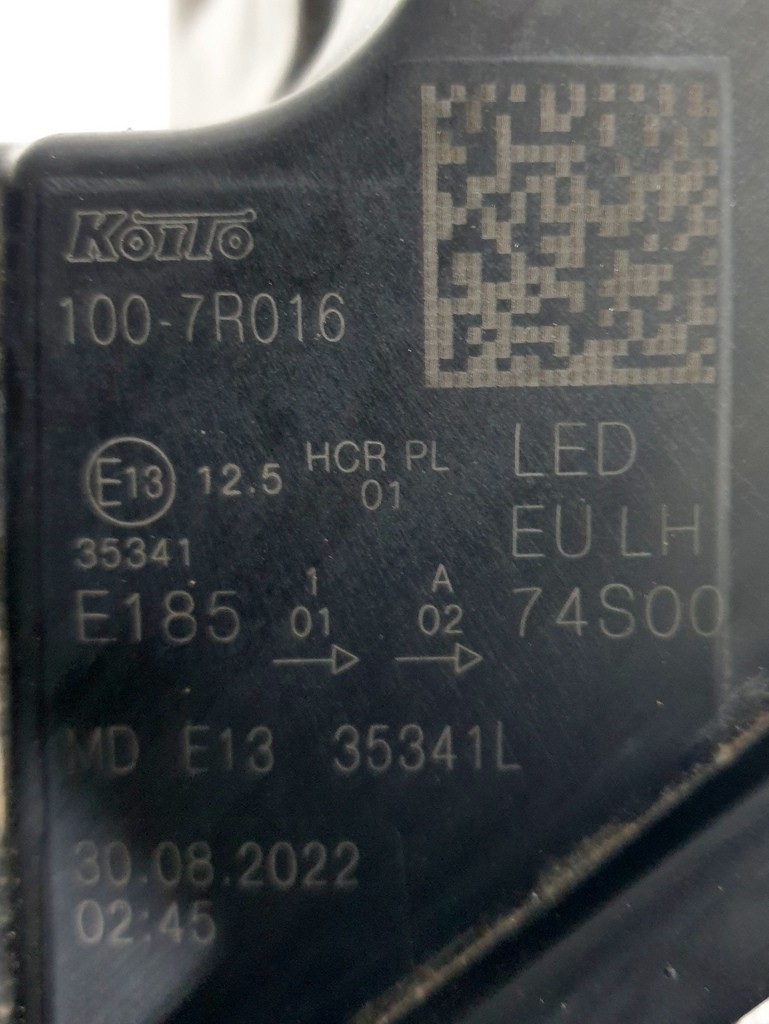 KOITO
100-7R016
E13 12.5 HCR PL
01
35341
LED
EU LH
74S00
E185
1 A
01 02
MD E13 35341L
30.08.2022
02:45